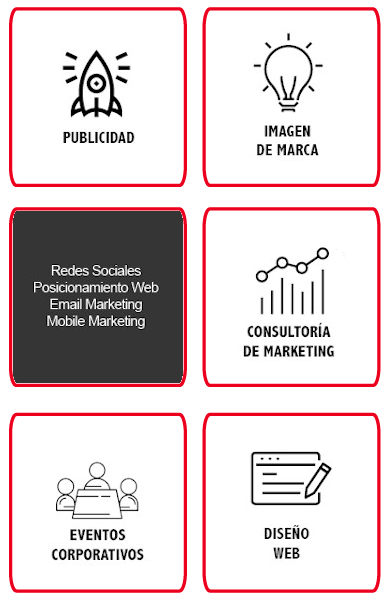 PUBLICIDAD
IMAGEN
DE MARCA
Redes Sociales
Posicionamiento Web
Email Marketing
Mobile Marketing
CONSULTORÍA
DE MARKETING
EVENTOS
CORPORATIVOS
DISEÑO
WEB